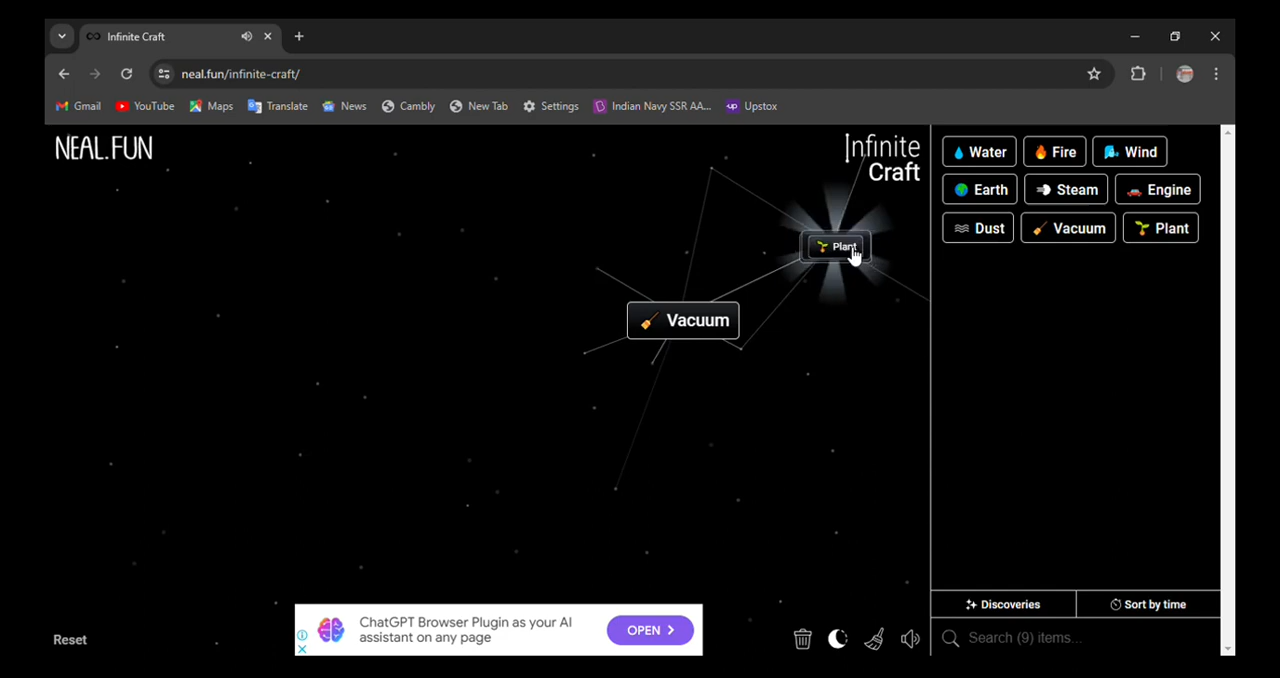 Infinite Craft
neal.fun/infinite-craft/
Gmail YouTube Maps Translate News Cambly New Tab Settings Indian Navy SSR AA... Upstox
NEAL.FUN
Infinite
Craft
Plant
Vacuum
Water Fire Wind
Earth Steam Engine
Dust Vacuum Plant
Discoveries Sort by time
Search (9) items...
ChatGPT Browser Plugin as your AI
assistant on any page
OPEN
Reset